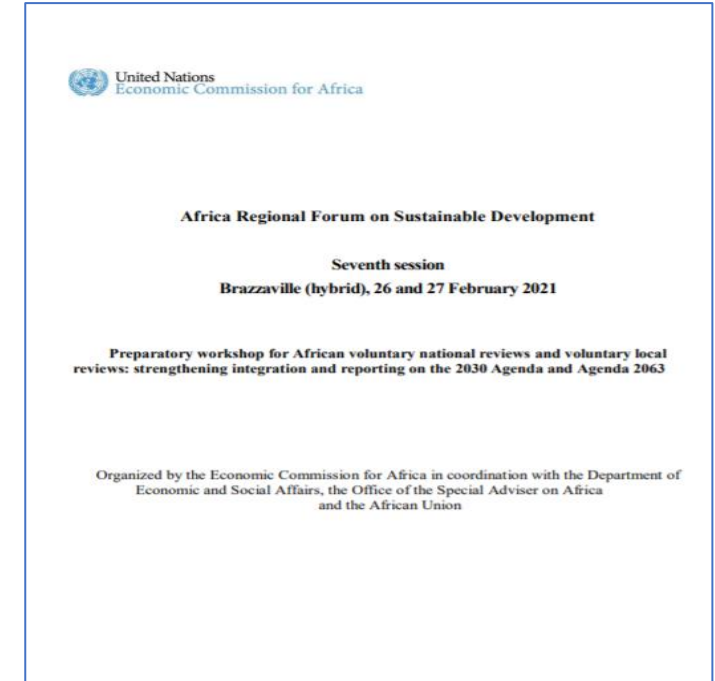 United Nations
Economic Commission for Africa
Africa Regional Forum on Sustainable Development
Seventh session
Brazzaville (hybrid), 26 and 27 February 2021
Preparatory workshop for African voluntary national reviews and voluntary local
reviews: strengthening integration and reporting on the 2030 Agenda and Agenda 2063
Organized by the Economic Commission for Africa in coordination with the Department of
Economic and Social Affairs, the Office of the Special Adviser on Africa
and the African Union